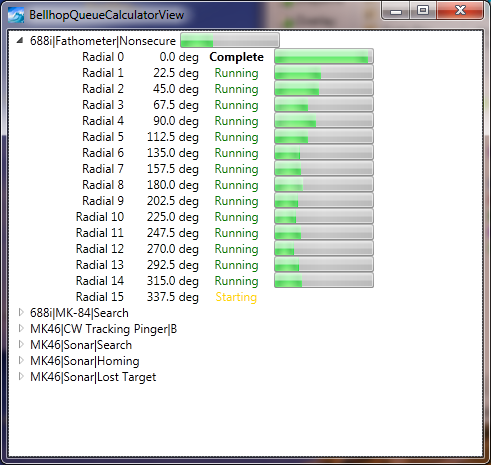 BellhopQueueCalculatorView
688i|Fathometer|Nonsecure
Radial 0 0.0 deg Complete
Radial 1 22.5 deg Running
Radial 2 45.0 deg Running
Radial 3 67.5 deg Running
Radial 4 90.0 deg Running
Radial 5 112.5 deg Running
Radial 6 135.0 deg Running
Radial 7 157.5 deg Running
Radial 8 180.0 deg Running
Radial 9 202.5 deg Running
Radial 10 225.0 deg Running
Radial 11 247.5 deg Running
Radial 12 270.0 deg Running
Radial 13 292.5 deg Running
Radial 14 315.0 deg Running
Radial 15 337.5 deg Starting
688i|MK-84|Search
MK46|CW Tracking Pinger|B
MK46|Sonar|Search
MK46|Sonar|Homing
MK46|Sonar|Lost Target